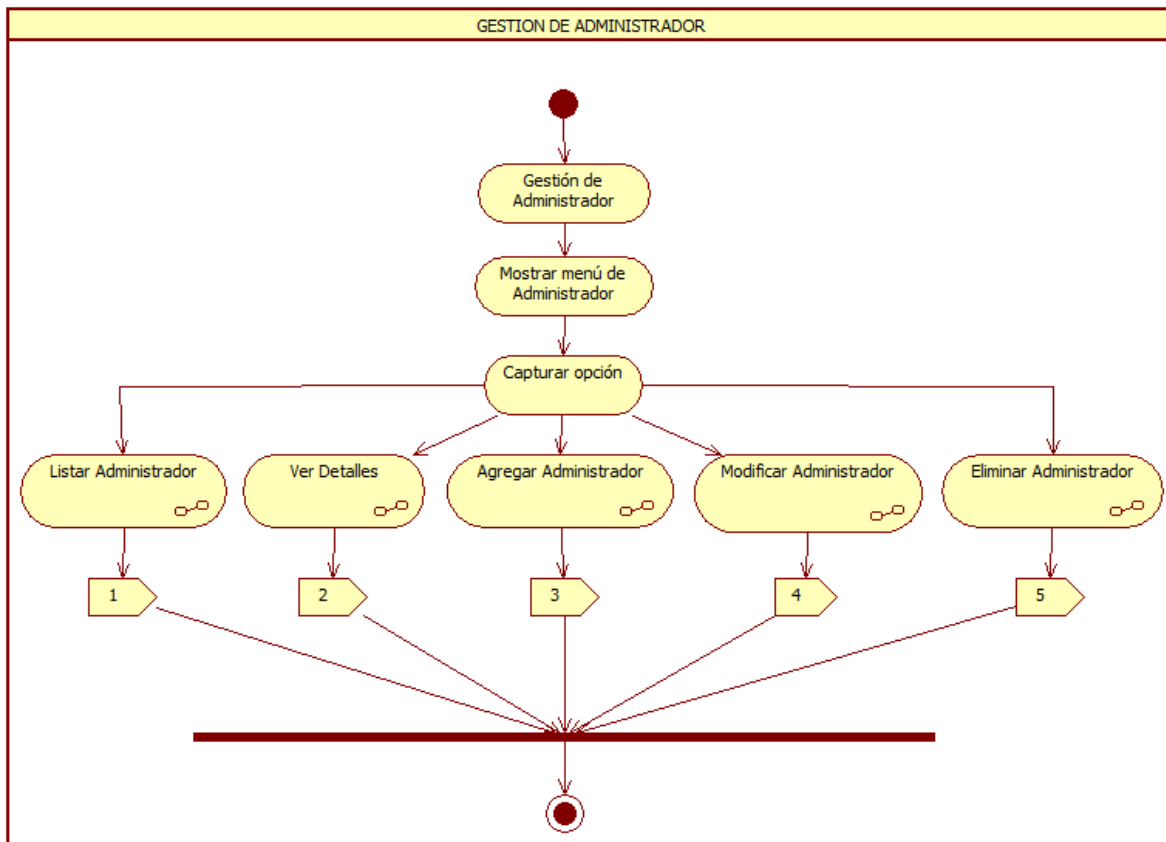 GESTION DE ADMINISTRADOR
Gestión de
Administrador
Mostrar menú de
Administrador
Capturar opción
Listar Administrador
Ver Detalles
Agregar Administrador
Modificar Administrador
Eliminar Administrador
1
2
3
4
5